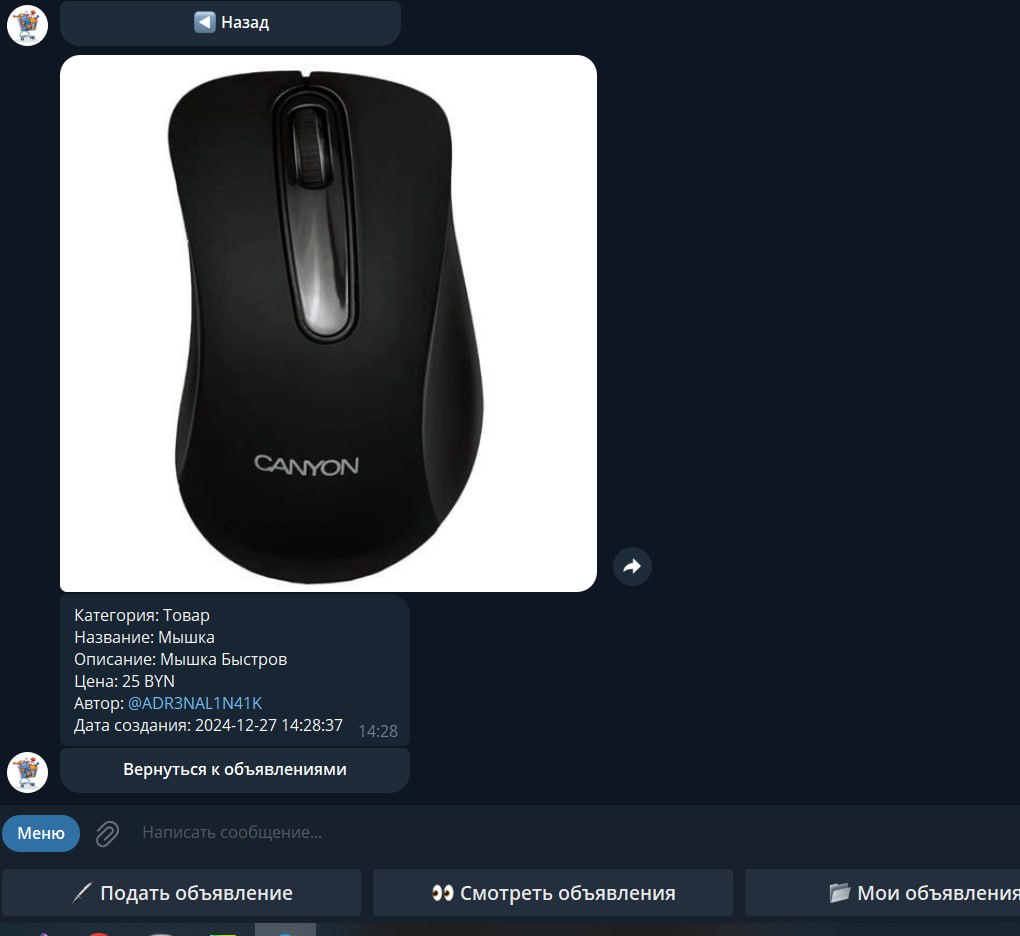 Назад
CANYON
Категория: Товар
Название: Мышка
Описание: Мышка Быстров
Цена: 25 BYN
Автор: @ADR3NAL1N41K
Дата создания: 2024-12-27 14:28:37
14:28
Вернуться к объявлениями
Меню
Написать сообщение...
Подать объявление
Смотреть объявления
Мои объявления